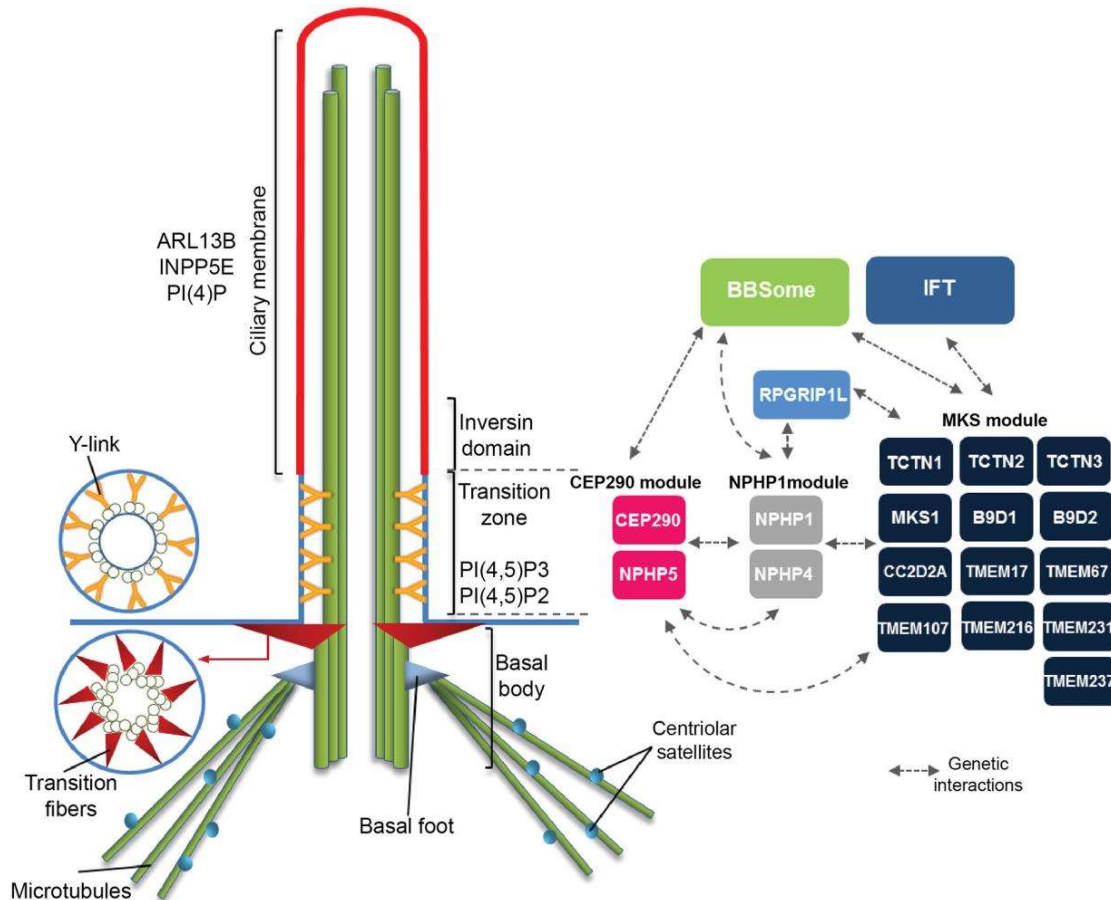 ARL13B
INPP5E
PI(4)P
Ciliary membrane
Y-link
Inversin
domain
Transition
zone
PI(4,5)P3
PI(4,5)P2
Basal
body
Transition
fibers
Microtubules
Basal foot
Centriolar
satellites
BBSome
IFT
RPGRIP1L
MKS module
CEP290 module
NPHP1module
TCTN1 TCTN2 TCTN3
CEP290 NPHP1 MKS1 B9D1 B9D2
NPHP5 NPHP4 CC2D2A TMEM17 TMEM67
TMEM107 TMEM216 TMEM231
TMEM237
Genetic
interactions